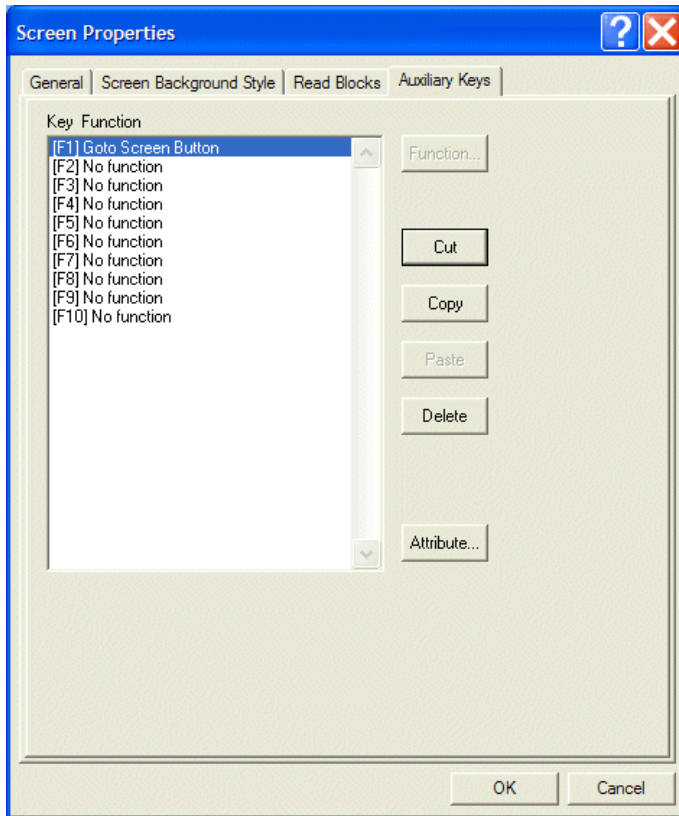 Screen Properties
?
General Screen Background Style Read Blocks Auxiliary Keys
Key Function
[F1] Goto Screen Button
[F2] No function
[F3] No function
[F4] No function
[F5] No function
[F6] No function
[F7] No function
[F8] No function
[F9] No function
[F10] No function
Function...
Cut
Copy
Paste
Delete
Attribute...
OK Cancel